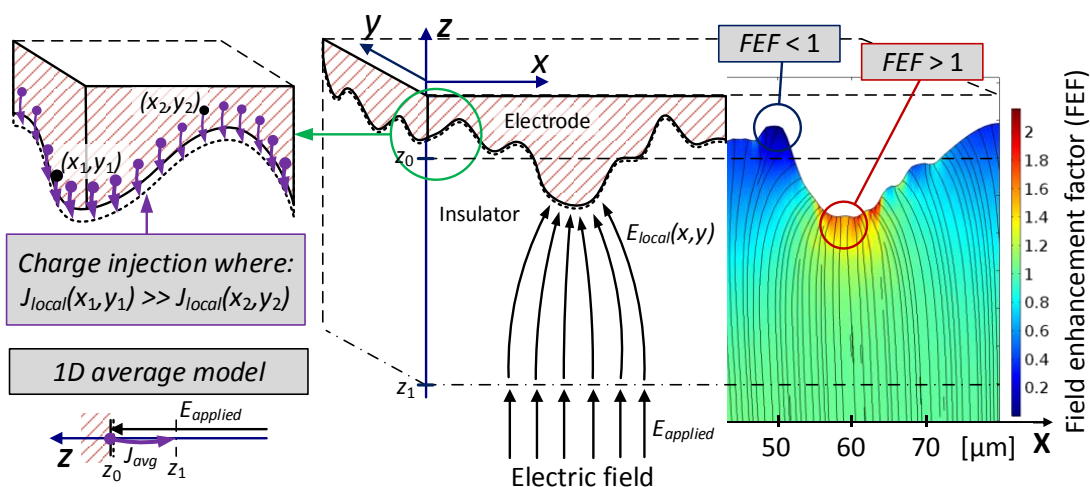 (x2,y2)
(x1,y1)
Charge injection where:
Jlocal(x1,y1) >> Jlocal(x2,y2)
1D average model
Eapplied
Z
Javg
z0
z1
y
z
x
Electrode
z0
Insulator
Elocal(x,y)
z1
Eapplied
Electric field
FEF < 1
FEF > 1
2
1.8
1.6
1.4
1.2
1
0.8
0.6
0.4
0.2
Field enhancement factor (FEF)
50
60
70
[μm]
X